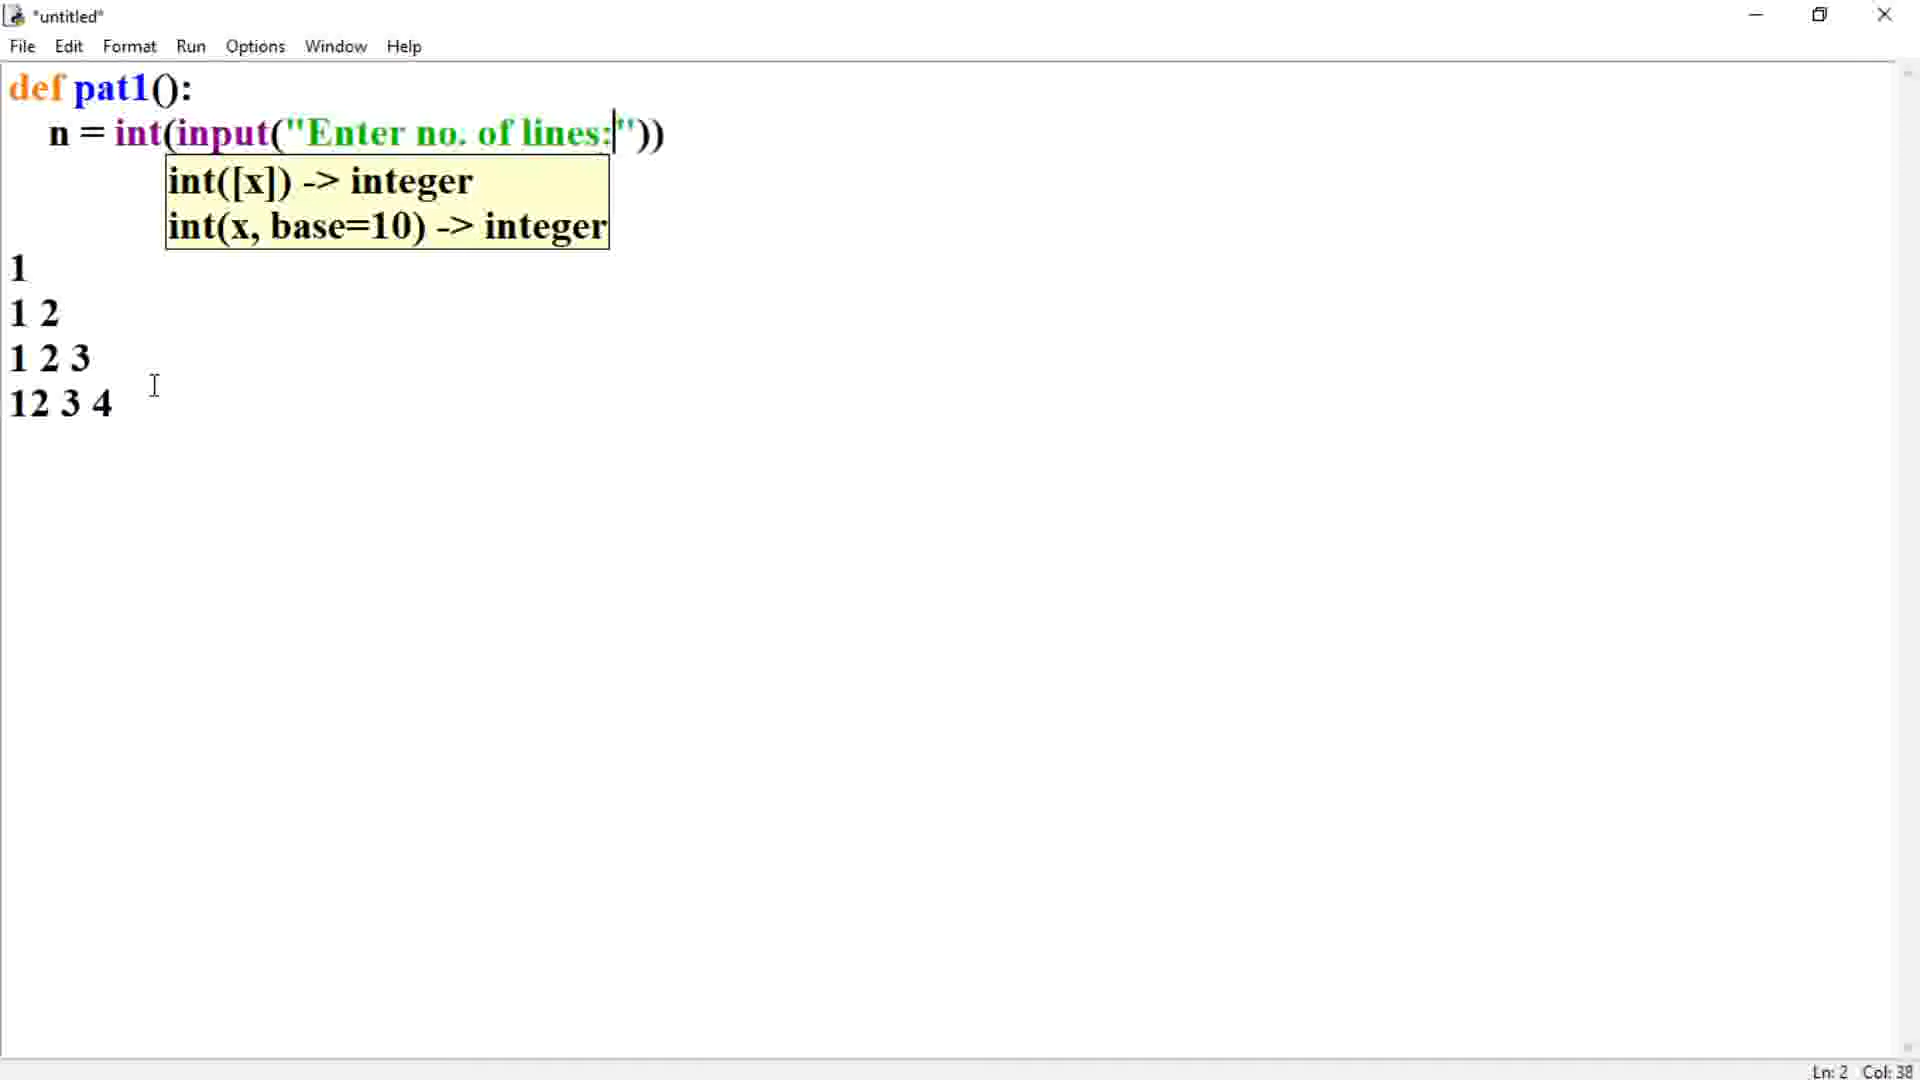 *untitled*
File Edit Format Run Options Window Help
def pat1():
n = int(input("Enter no. of lines:"))
int([x]) -> integer
int(x, base=10) -> integer
1
1 2
1 2 3
12 3 4
Ln: 2 Col: 38